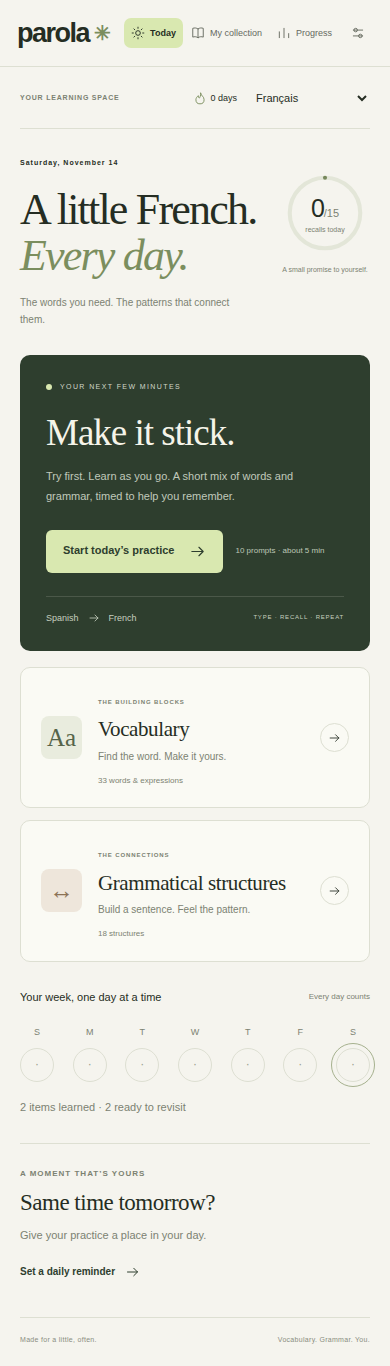 parola
Today
My collection
Progress
YOUR LEARNING SPACE
0 days
Français
Saturday, November 14
A little French.
Every day.
0/15
recalls today
A small promise to yourself.
The words you need. The patterns that connect
them.
YOUR NEXT FEW MINUTES
Make it stick.
Try first. Learn as you go. A short mix of words and
grammar, timed to help you remember.
Start today's practice →
10 prompts · about 5 min
Spanish → French
TYPE · RECALL · REPEAT
THE BUILDING BLOCKS
Aa
Vocabulary
Find the word. Make it yours.
33 words & expressions
THE CONNECTIONS
↔
Grammatical structures
Build a sentence. Feel the pattern.
18 structures
Your week, one day at a time
Every day counts
S M T W T F S
· · · · · · ·
2 items learned · 2 ready to revisit
A MOMENT THAT'S YOURS
Same time tomorrow?
Give your practice a place in your day.
Set a daily reminder →
Made for a little, often.
Vocabulary. Grammar. You.